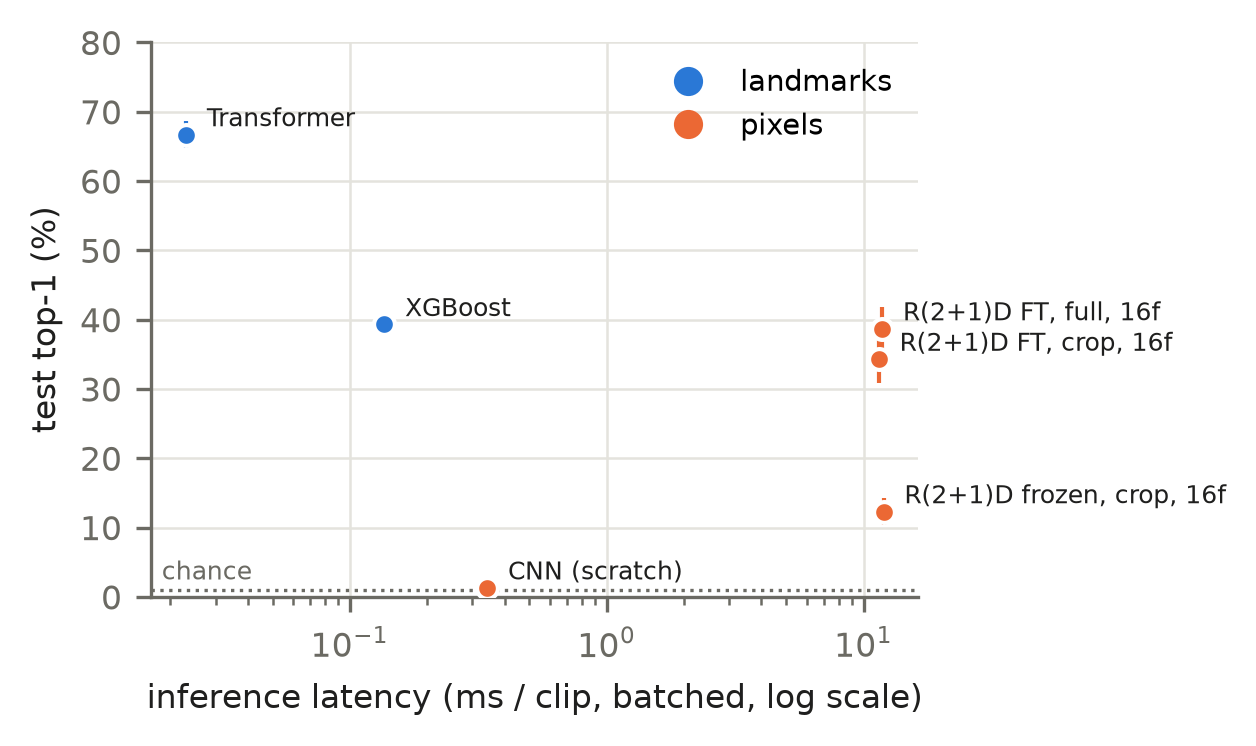 80
70
60
50
40
30
20
10
0
test top-1 (%)
landmarks
pixels
Transformer
XGBoost
R(2+1)D FT, full, 16f
R(2+1)D FT, crop, 16f
R(2+1)D frozen, crop, 16f
chance
CNN (scratch)
10⁻¹ 10⁰ 10¹
inference latency (ms / clip, batched, log scale)